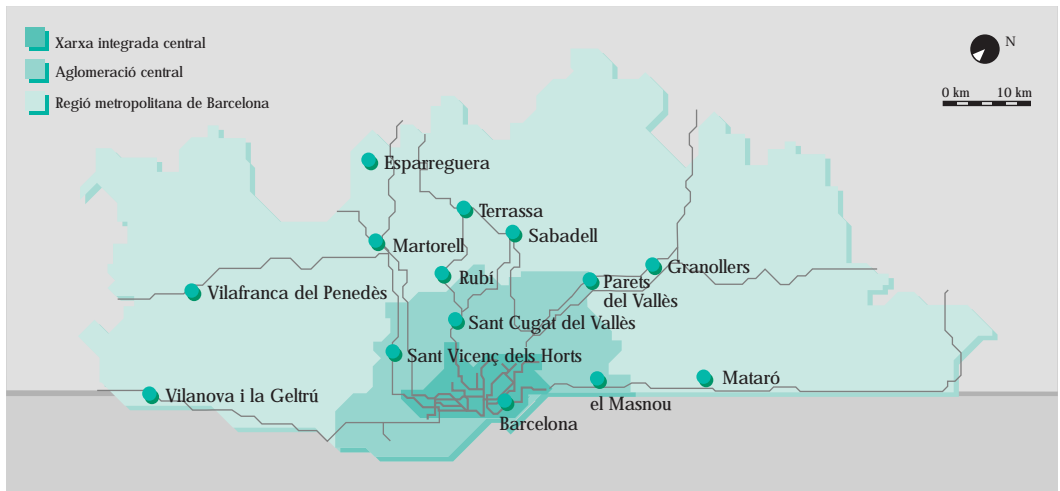 Xarxa integrada central
Aglomeració central
Regió metropolitana de Barcelona
N
0 km 10 km
Esparreguera
Terrassa
Sabadell
Martorell
Granollers
Rubí
Parets
del Vallès
Vilafranca del Penedès
Sant Cugat del Vallès
Sant Vicenç dels Horts
Mataró
Vilanova i la Geltrú
el Masnou
Barcelona